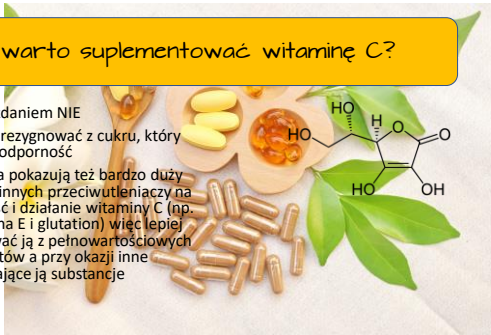 warto suplementować witaminę C?
daniem NIE
rezygnować z cukru, który
odporność
a pokazują też bardzo duży
innych przeciwutleniaczy na
ść i działanie witaminy C (np.
na E i glutation) więc lepiej
wać ją z pełnowartościowych
tów a przy okazji inne
ające ją substancje
HO
H
HO
O
O
HO
OH